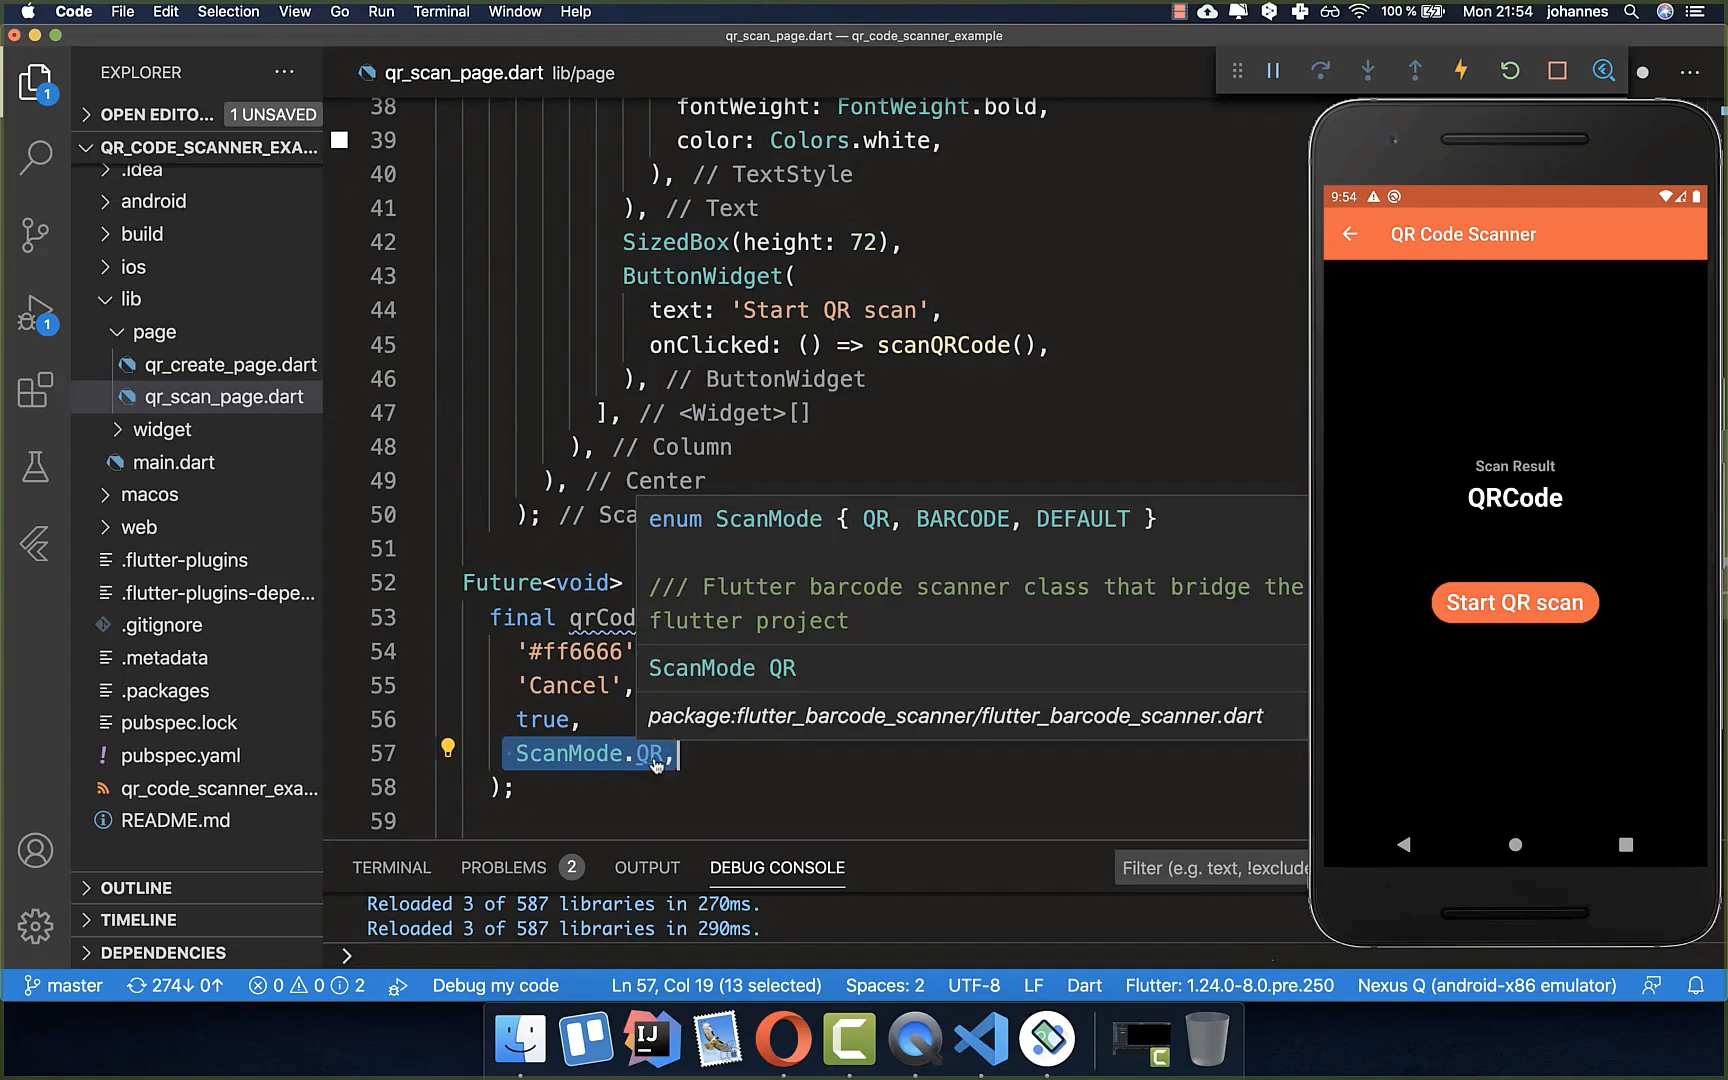 Code File Edit Selection View Go Run Terminal Window Help 100 % Mon 21:54 johannes
qr_scan_page.dart — qr_code_scanner_example
EXPLORER
OPEN EDITO... 1 UNSAVED
QR_CODE_SCANNER_EXA...
.idea
android
build
ios
lib
page
qr_create_page.dart
qr_scan_page.dart
widget
main.dart
macos
web
.flutter-plugins
.flutter-plugins-depe...
.gitignore
.metadata
.packages
pubspec.lock
pubspec.yaml
qr_code_scanner_exa...
README.md
OUTLINE
TIMELINE
DEPENDENCIES
1
1
qr_scan_page.dart lib/page
38 fontWeight: FontWeight.bold,
39 color: Colors.white,
40 ), // TextStyle
41 ), // Text
42 SizedBox(height: 72),
43 ButtonWidget(
44 text: 'Start QR scan',
45 onClicked: () => scanQRCode(),
46 ), // ButtonWidget
47 ], // <Widget>[]
48 ), // Column
49 ), // Center
50 ); // Sca
51
52 Future<void>
53 final qrCod
54 '#ff6666'
55 'Cancel',
56 true,
57 ScanMode.QR,
58 );
59
enum ScanMode { QR, BARCODE, DEFAULT }
/// Flutter barcode scanner class that bridge the
flutter project
ScanMode QR
package:flutter_barcode_scanner/flutter_barcode_scanner.dart
TERMINAL PROBLEMS 2 OUTPUT DEBUG CONSOLE Filter (e.g. text, !exclude
Reloaded 3 of 587 libraries in 270ms.
Reloaded 3 of 587 libraries in 290ms.
9:54
QR Code Scanner
Scan Result
QRCode
Start QR scan
master 274↓ 0↑ 0 0 2 Debug my code Ln 57, Col 19 (13 selected) Spaces: 2 UTF-8 LF Dart Flutter: 1.24.0-8.0.pre.250 Nexus Q (android-x86 emulator)
IJ